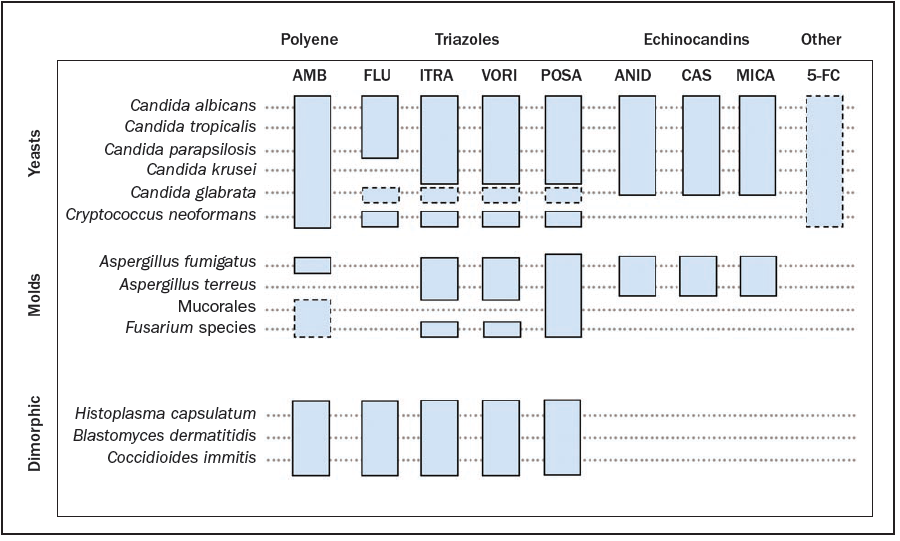 Polyene Triazoles Echinocandins Other
AMB FLU ITRA VORI POSA ANID CAS MICA 5-FC
Yeasts
Candida albicans
Candida tropicalis
Candida parapsilosis
Candida krusei
Candida glabrata
Cryptococcus neoformans
Molds
Aspergillus fumigatus
Aspergillus terreus
Mucorales
Fusarium species
Dimorphic
Histoplasma capsulatum
Blastomyces dermatitidis
Coccidioides immitis